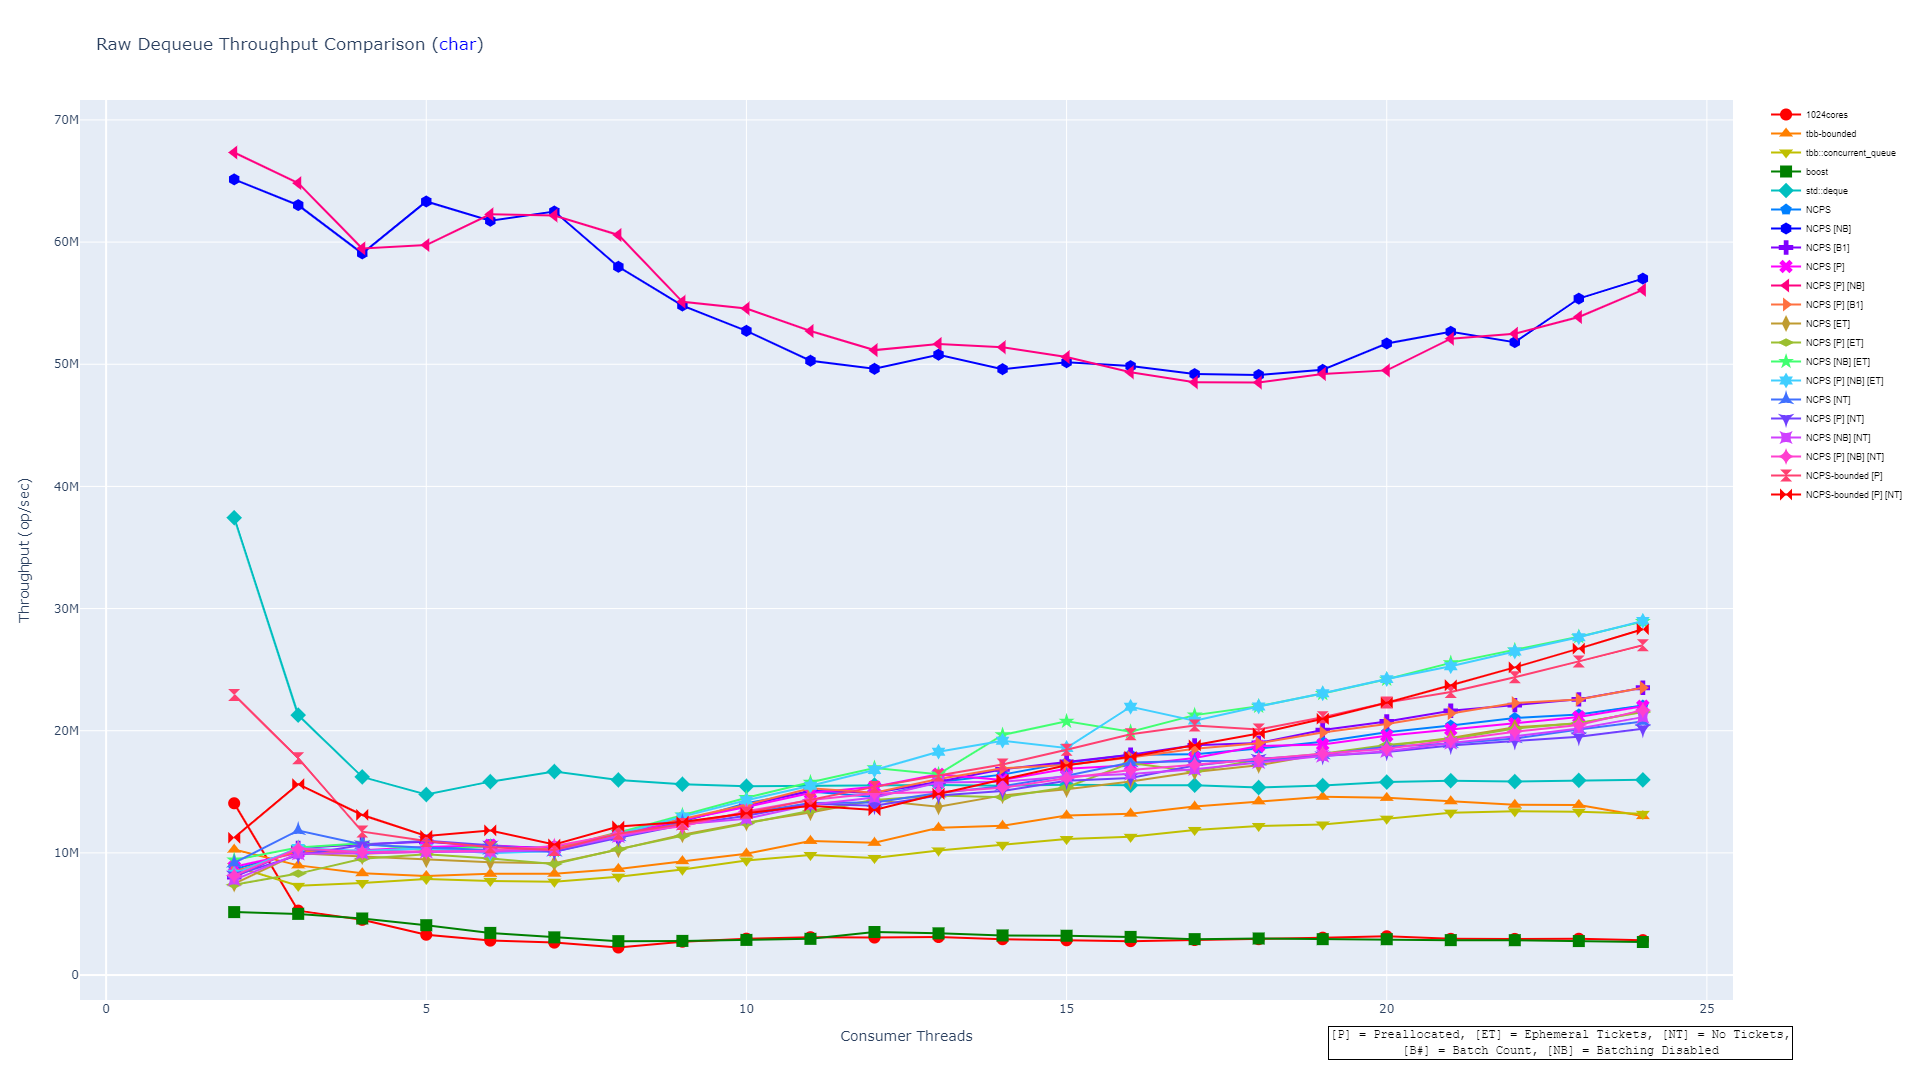 Raw Dequeue Throughput Comparison (char)
70M
60M
50M
40M
30M
20M
10M
0
Throughput (op/sec)
0
5
10
15
20
25
Consumer Threads
1024cores
tbb-bounded
tbb::concurrent_queue
boost
std::deque
NCPS
NCPS [NB]
NCPS [B1]
NCPS [P]
NCPS [P] [NB]
NCPS [P] [B1]
NCPS [ET]
NCPS [P] [ET]
NCPS [NB] [ET]
NCPS [P] [NB] [ET]
NCPS [NT]
NCPS [P] [NT]
NCPS [NB] [NT]
NCPS [P] [NB] [NT]
NCPS-bounded [P]
NCPS-bounded [P] [NT]
[P] = Preallocated, [ET] = Ephemeral Tickets, [NT] = No Tickets,
[B#] = Batch Count, [NB] = Batching Disabled